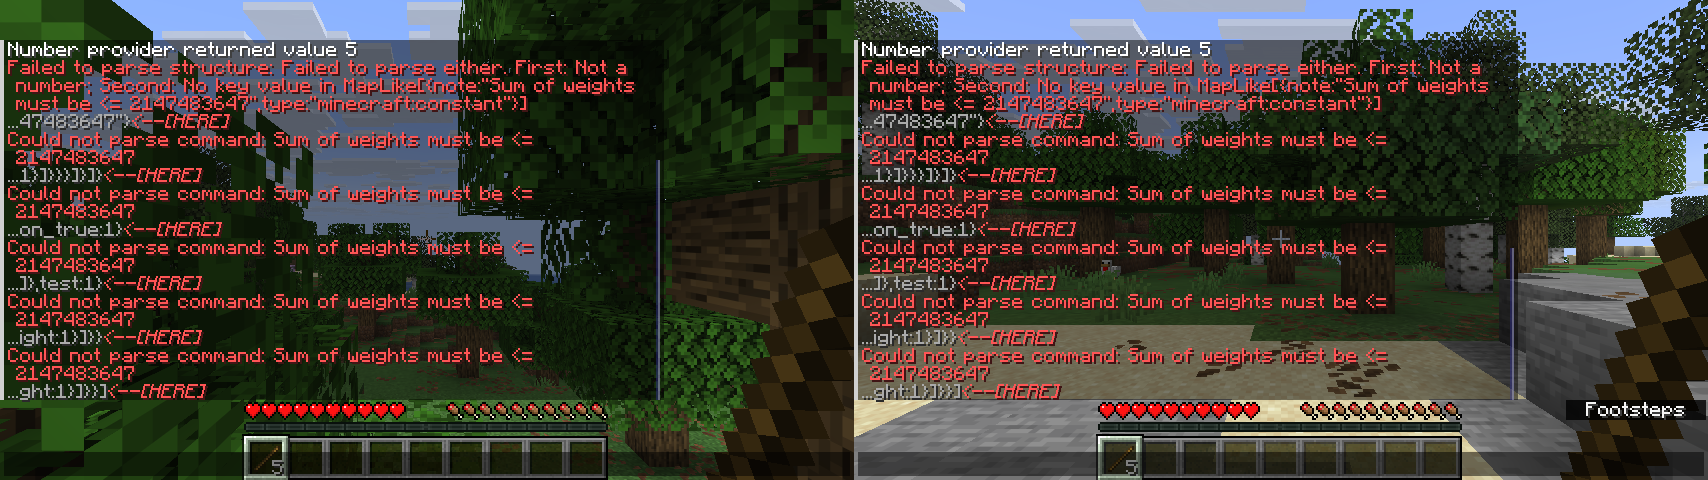 Number provider returned value 5
Failed to parse structure: Failed to parse either. First: Not a
number; Second: No key value in MapLike[{note:"Sum of weights
must be <= 2147483647",type:"minecraft:constant"}]
...47483647"}<--[HERE]
Could not parse command: Sum of weights must be <=
2147483647
...1}]}}}]}]}<--[HERE]
Could not parse command: Sum of weights must be <=
2147483647
...on_true:1}<--[HERE]
Could not parse command: Sum of weights must be <=
2147483647
...]},test:1}<--[HERE]
Could not parse command: Sum of weights must be <=
2147483647
...ight:1}]}}<--[HERE]
Could not parse command: Sum of weights must be <=
2147483647
...ght:1}]}}]<--[HERE]
5
Number provider returned value 5
Failed to parse structure: Failed to parse either. First: Not a
number; Second: No key value in MapLike[{note:"Sum of weights
must be <= 2147483647",type:"minecraft:constant"}]
...47483647"}<--[HERE]
Could not parse command: Sum of weights must be <=
2147483647
...1}]}}}]}]}<--[HERE]
Could not parse command: Sum of weights must be <=
2147483647
...on_true:1}<--[HERE]
Could not parse command: Sum of weights must be <=
2147483647
...]},test:1}<--[HERE]
Could not parse command: Sum of weights must be <=
2147483647
...ight:1}]}}<--[HERE]
Could not parse command: Sum of weights must be <=
2147483647
...ght:1}]}}]<--[HERE]
Footsteps
5